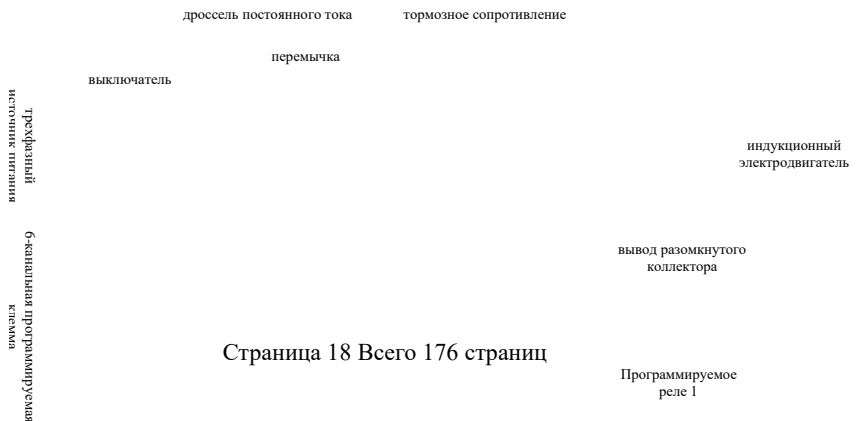 дроссель постоянного тока
тормозное сопротивление
перемычка
выключатель
трехфазный
источник питания
индукционный
электродвигатель
6-канальная программируемая
клемма
вывод разомкнутого
коллектора
Страница 18 Всего 176 страниц
Программируемое
реле 1